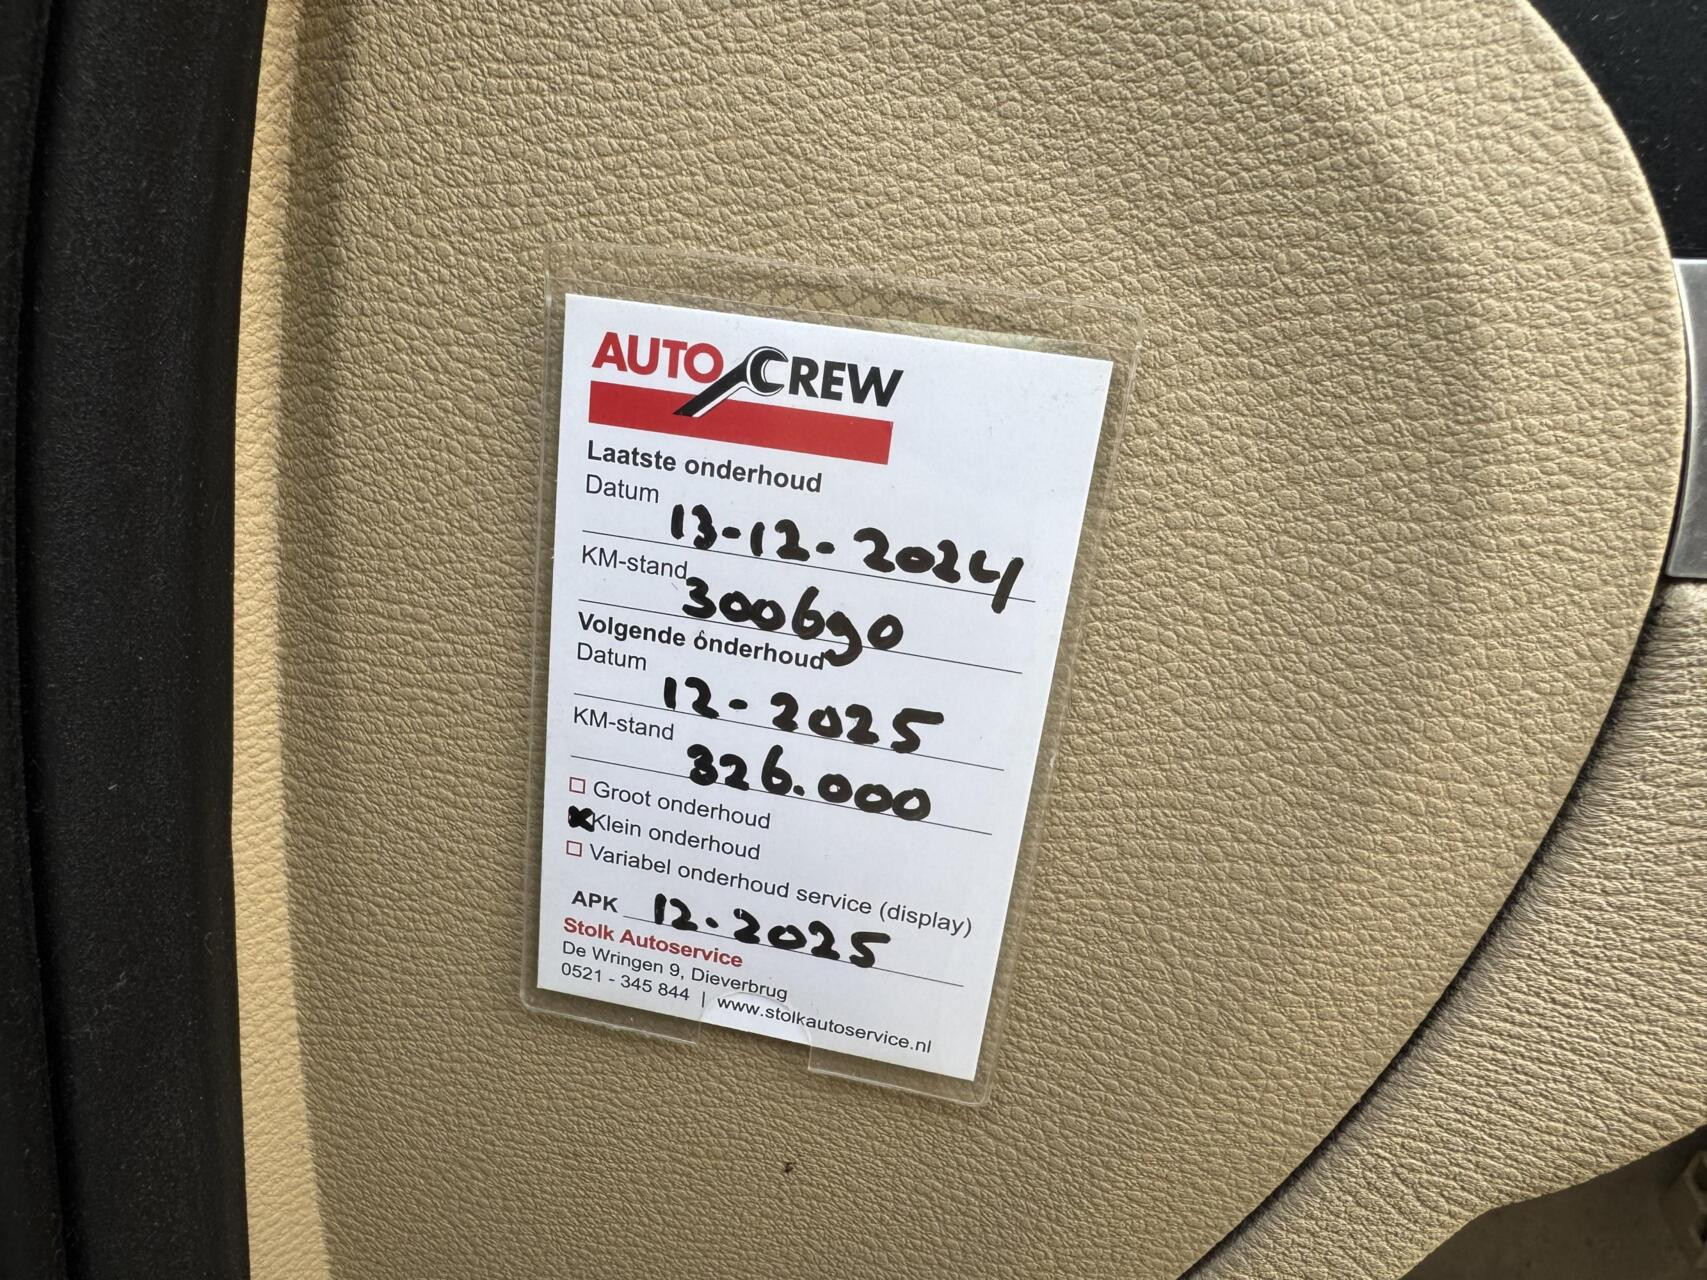 AUTO CREW
Laatste onderhoud
Datum 13-12-2024
KM-stand 300690
Volgende onderhoud
Datum 12-2025
KM-stand 326.000
Groot onderhoud
Klein onderhoud
Variabel onderhoud service (display)
APK 12.2025
Stolk Autoservice
De Wringen 9, Dieverbrug
0521 - 345 844 | www.stolkautoservice.nl